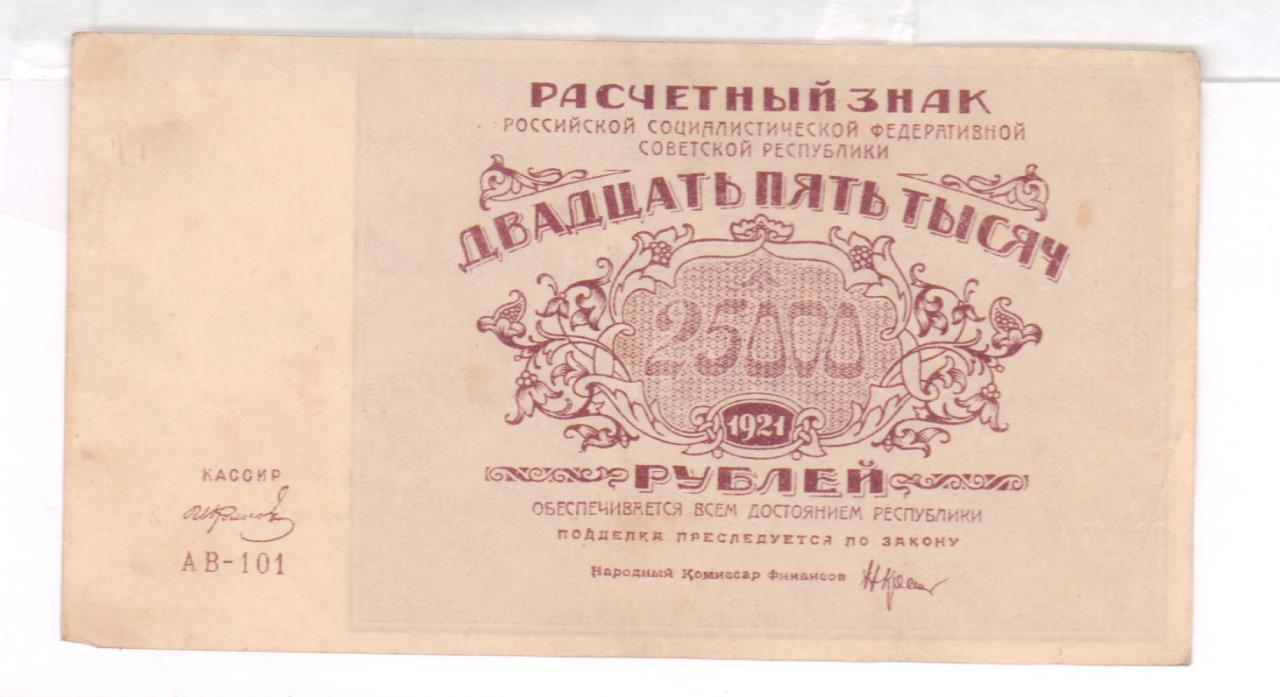 РАСЧЕТНЫЙ ЗНАК
РОССИЙСКОЙ СОЦИАЛИСТИЧЕСКОЙ ФЕДЕРАТИВНОЙ
СОВЕТСКОЙ РЕСПУБЛИКИ
ДВАДЦАТЬ ПЯТЬ ТЫСЯЧ
25000
1921
РУБЛЕЙ
ОБЕСПЕЧИВАЕТСЯ ВСЕМ ДОСТОЯНИЕМ РЕСПУБЛИКИ
ПОДДЕЛКА ПРЕСЛЕДУЕТСЯ ПО ЗАКОНУ
Народный Комиссар Финансов
КАССИР
АВ-101